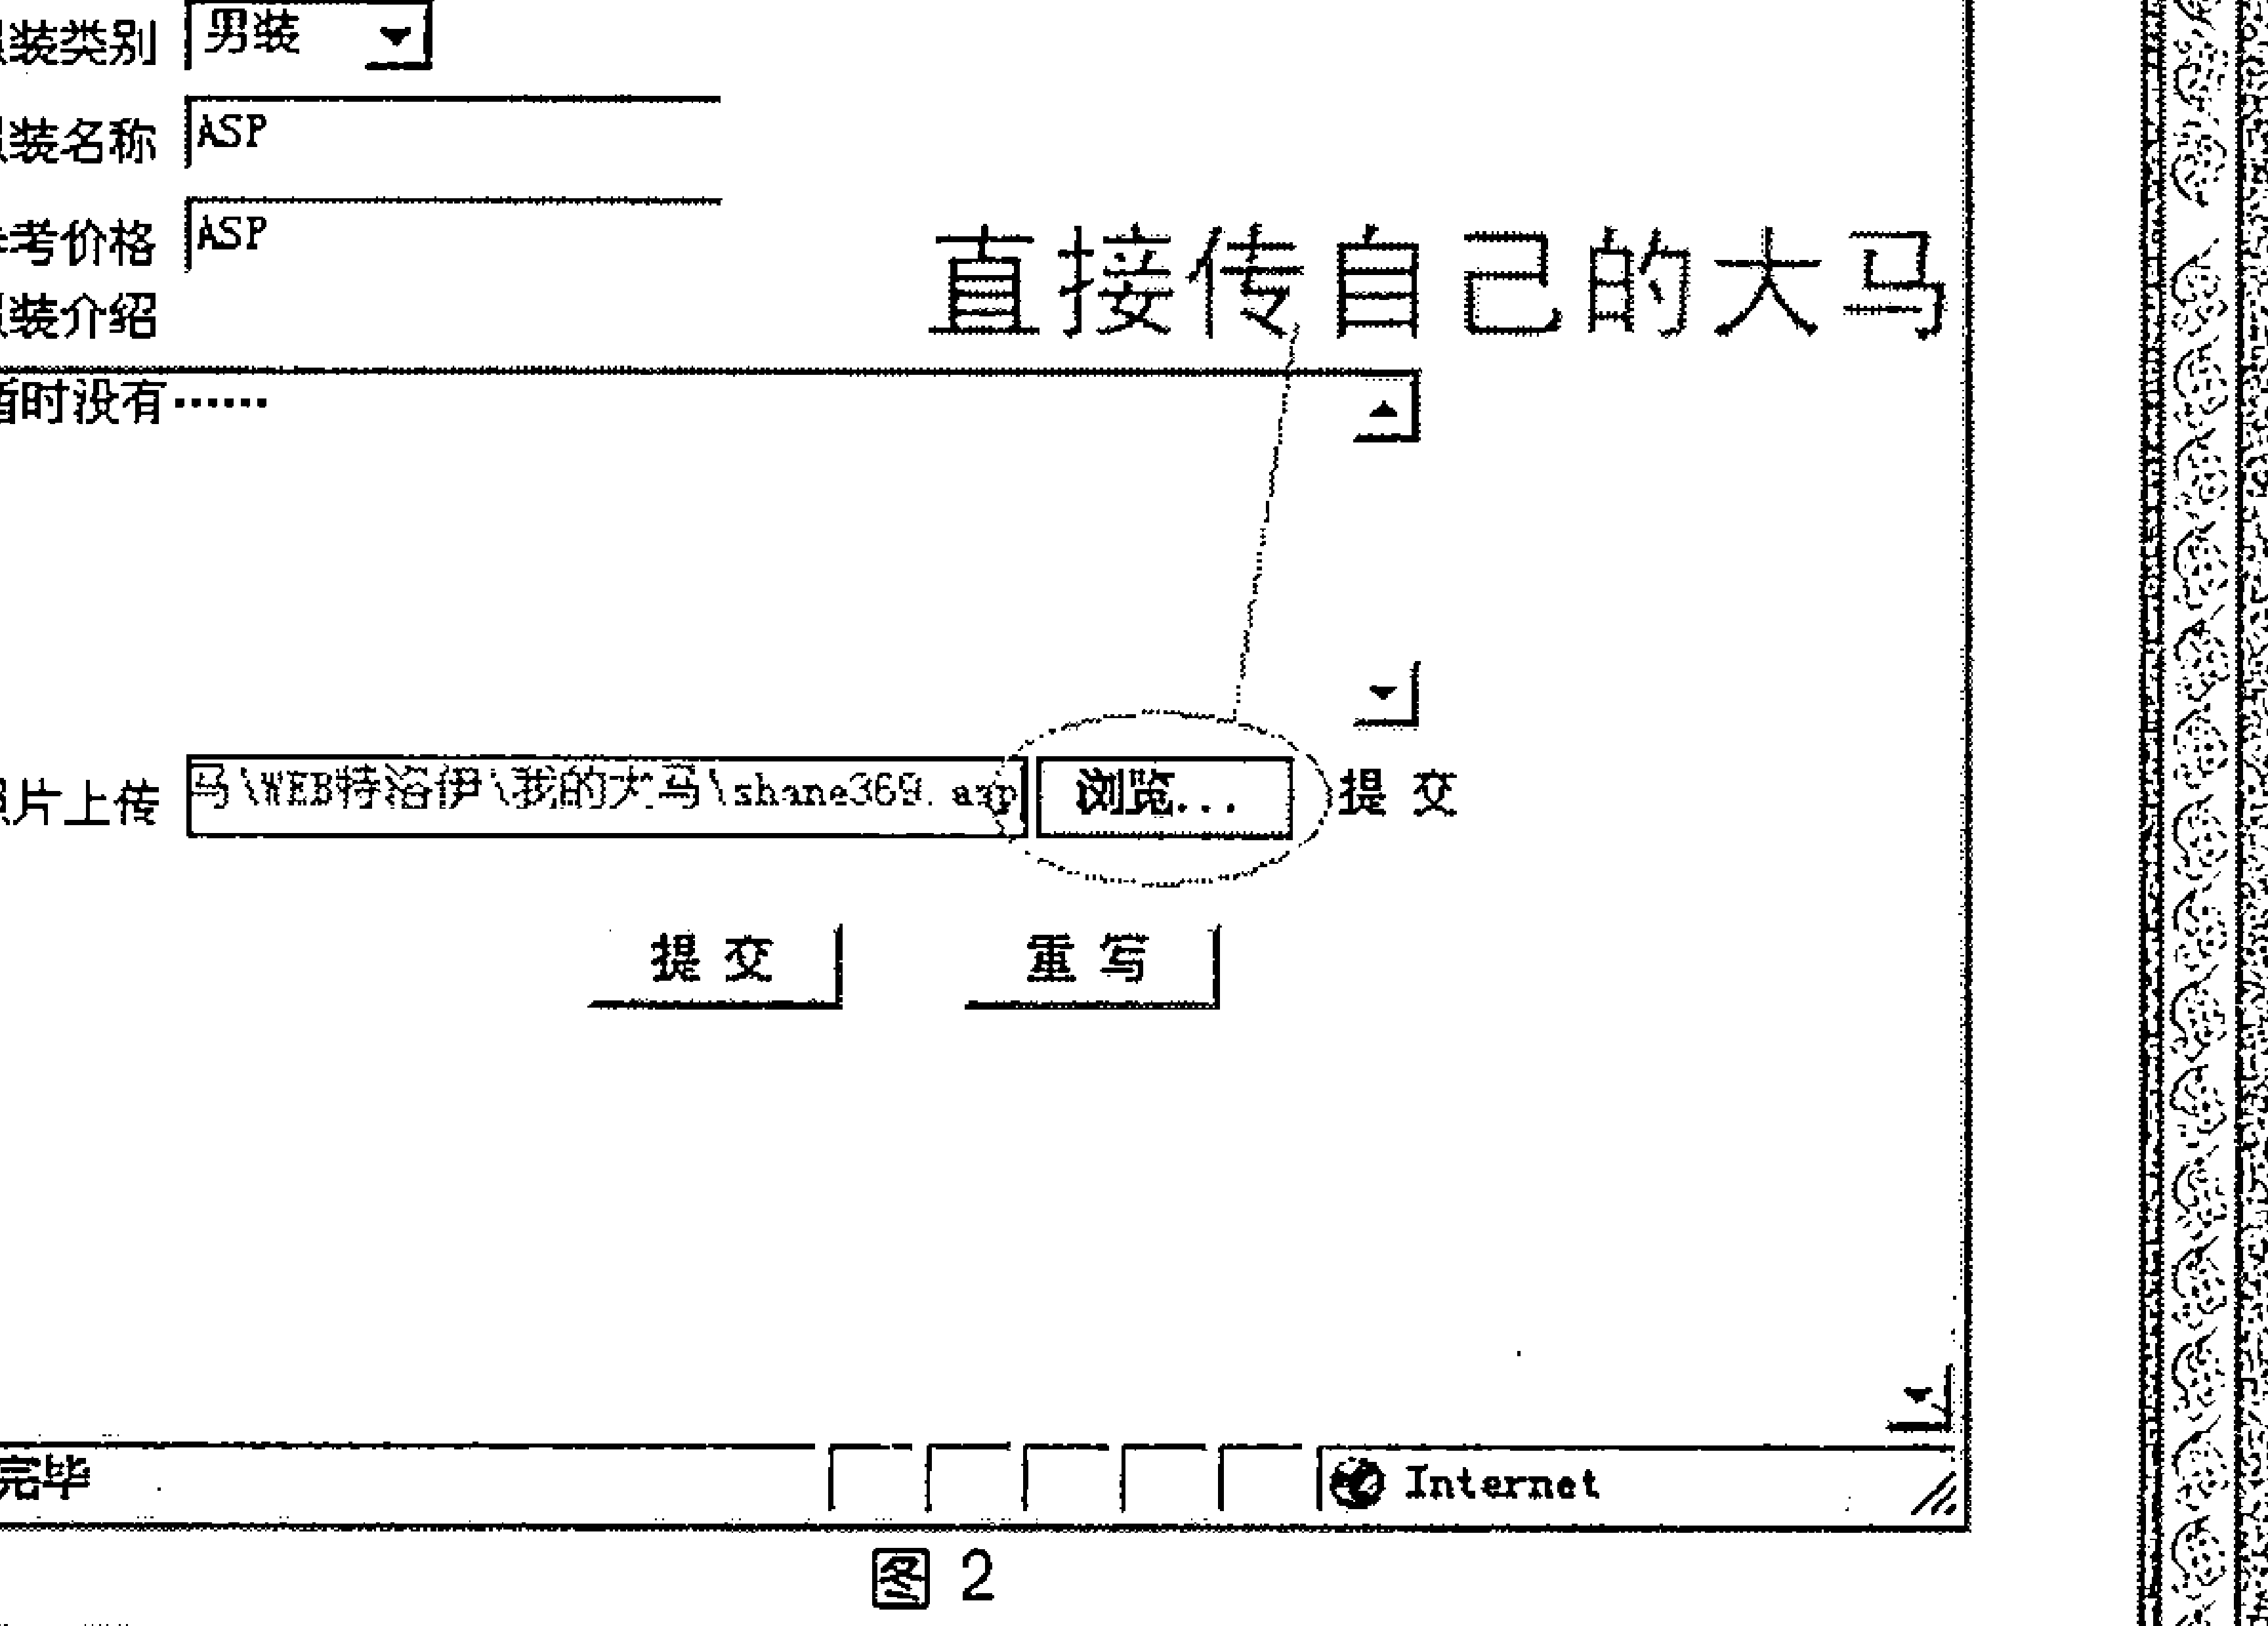 装类别 男装
装名称 ASP
考价格 ASP
直接传自己的大马
装介绍
时没有……
片上传 马\WEB特洛伊\我的大马\shane369.asp 浏览... 提 交
提 交 重 写
完毕 Internet
图 2